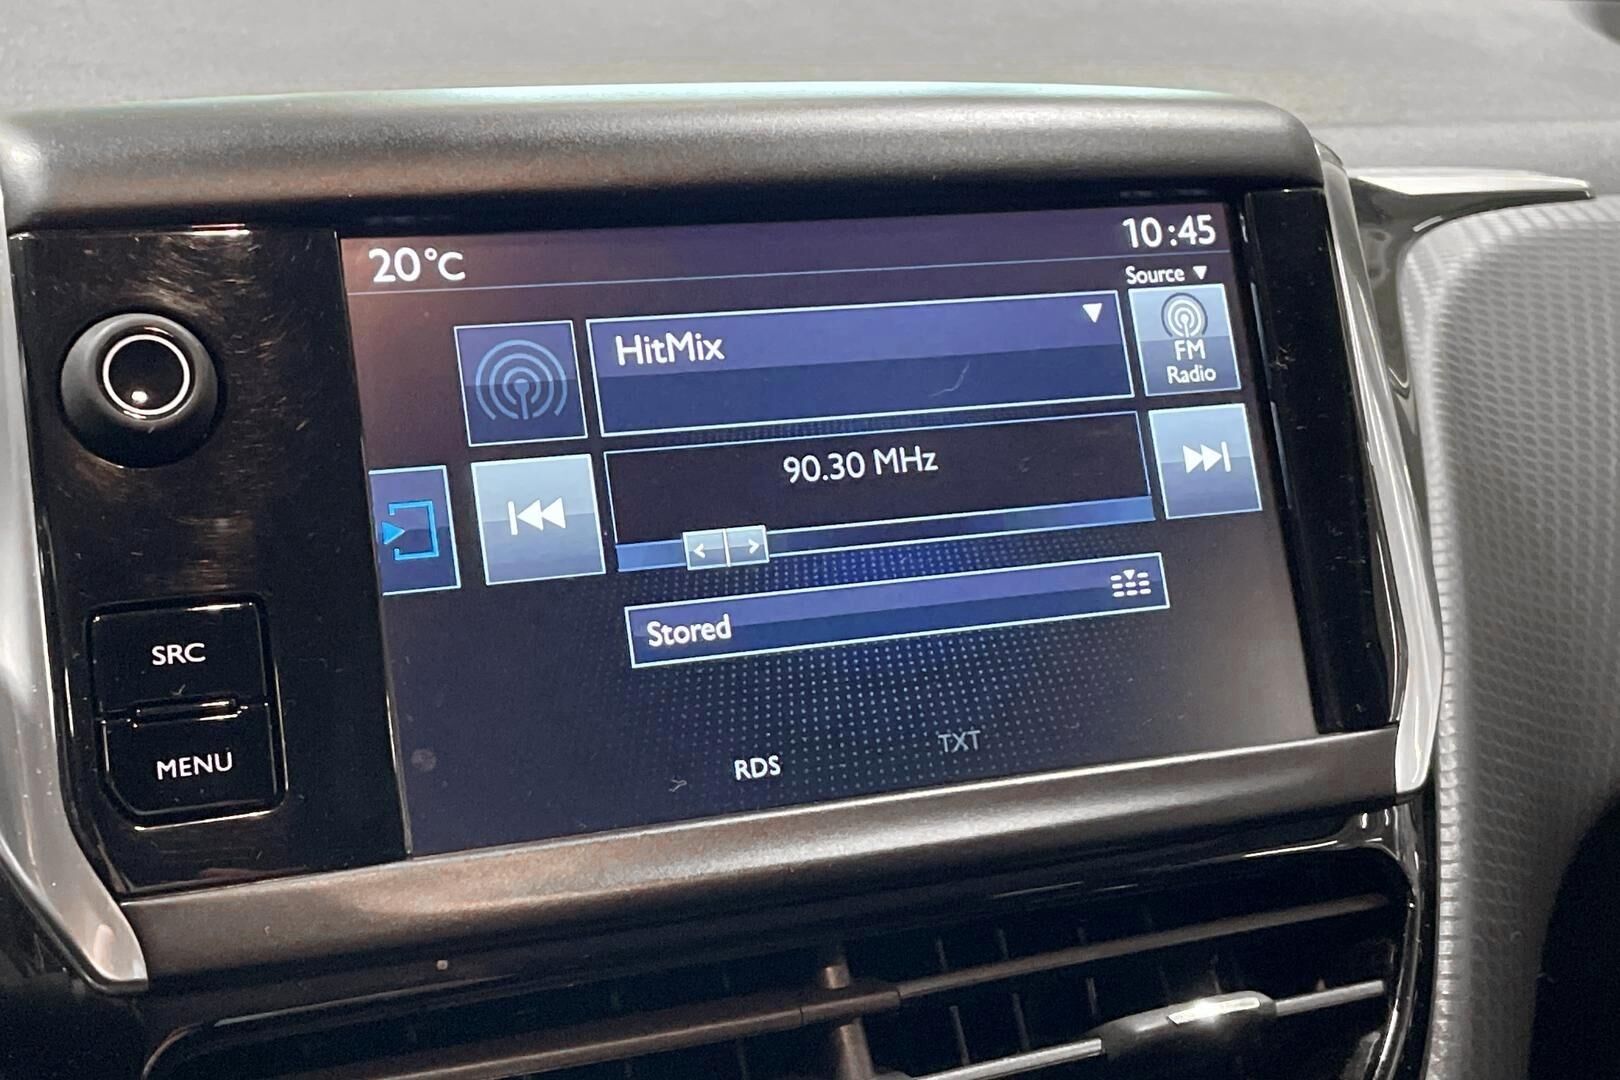 20°C
10:45
Source
HitMix
FM
Radio
90.30 MHz
Stored
SRC
MENU
RDS
TXT